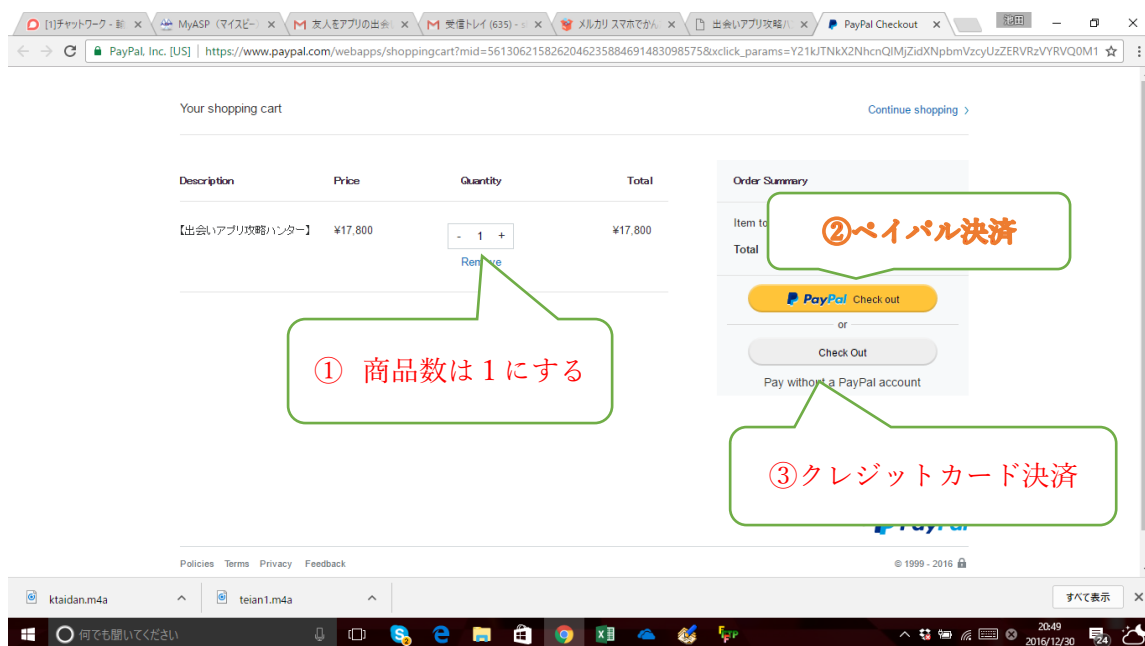 [1]チャットワーク -
MyASP（マイスピー）
友人をアプリの出会
受信トレイ (635) - s
メルカリ スマホでかん
出会いアプリ攻略ハ
PayPal Checkout
PayPal, Inc. [US] | https://www.paypal.com/webapps/shoppingcart?mid=56130621582620462358846914830985​75&xclick_params=Y21kJTNkX2NhcnQlMjZidXNpbmVzcyUzZERVRzVYRVQ0M1
Your shopping cart
Continue shopping >
Description Price Quantity Total
Order Summary
【出会いアプリ攻略ハンター】 ¥17,800 - 1 + ¥17,800
Remove
Item to
Total
②ペイパル決済
PayPal Check out
or
Check Out
Pay without a PayPal account
① 商品数は１にする
③クレジットカード決済
PayPal
Policies Terms Privacy Feedback
© 1999 - 2016
ktaidan.m4a
teian1.m4a
すべて表示
何でも聞いてください
20:49
2016/12/30
24